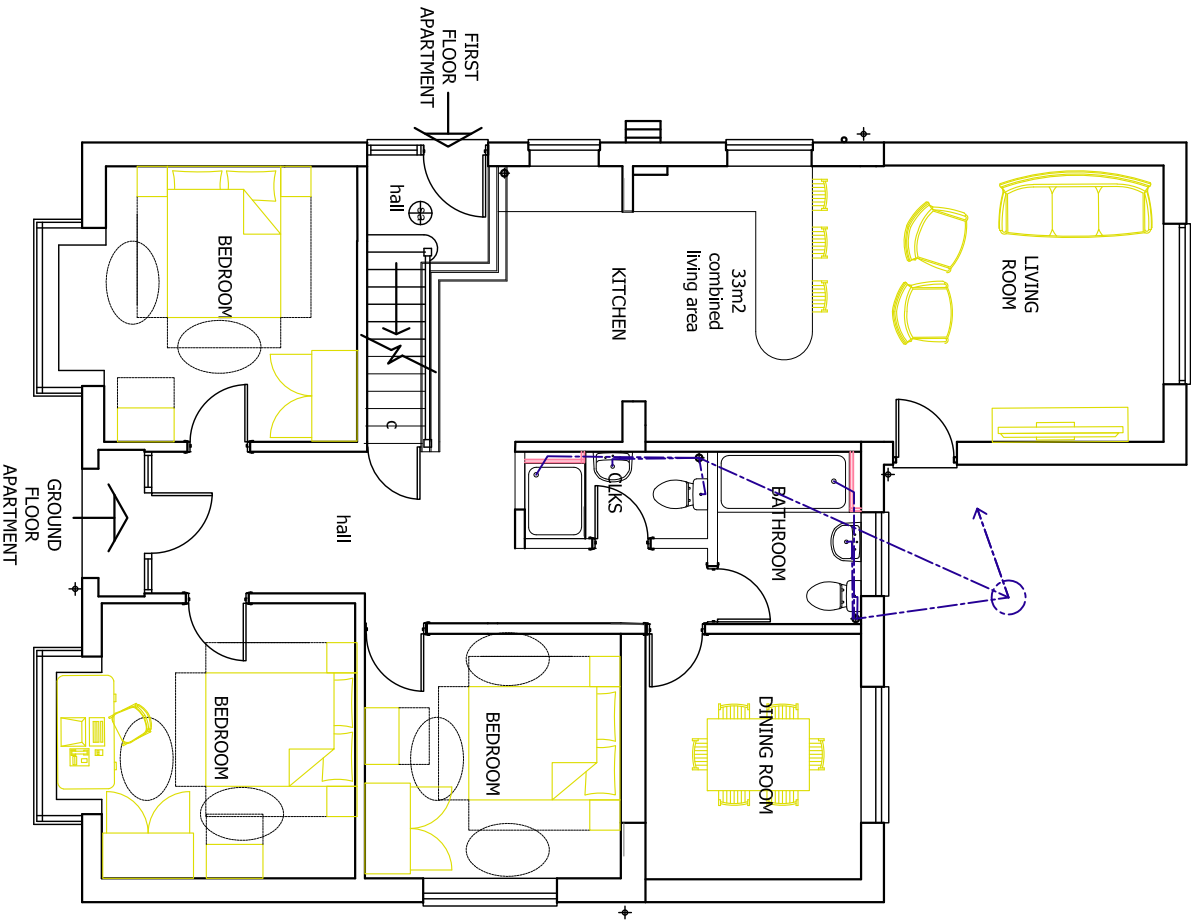 FIRST
FLOOR
APARTMENT
hall
sa
BEDROOM
KITCHEN
33m2
combined
living area
LIVING
ROOM
c
GROUND
FLOOR
APARTMENT
hall
CLKS
BATHROOM
BEDROOM
BEDROOM
DINING ROOM